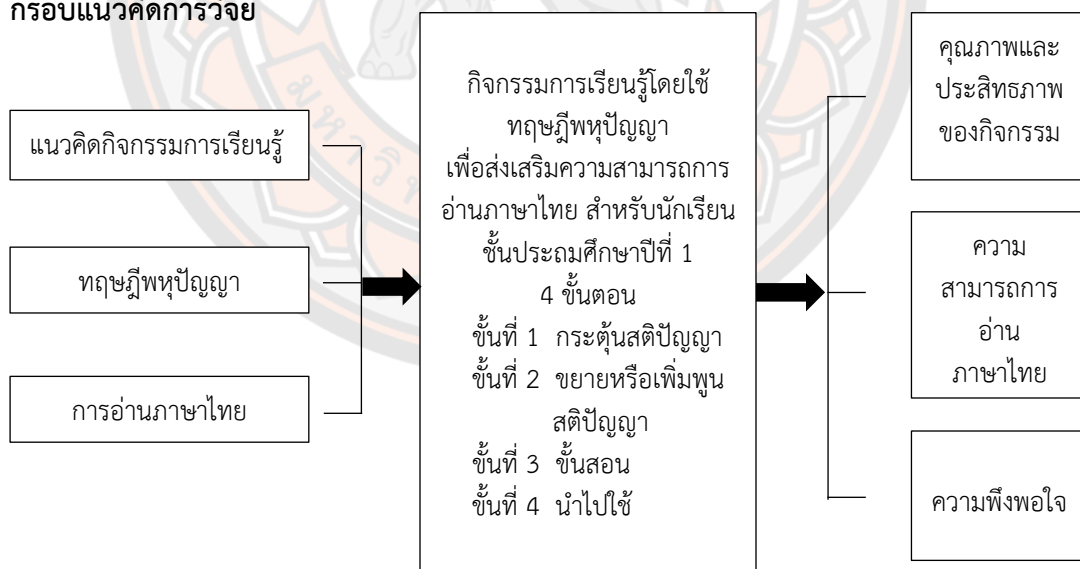 กรอบแนวคิดการวิจัย
แนวคิดกิจกรรมการเรียนรู้
ทฤษฎีพหุปัญญา
การอ่านภาษาไทย
กิจกรรมการเรียนรู้โดยใช้
ทฤษฎีพหุปัญญา
เพื่อส่งเสริมความสามารถการ
อ่านภาษาไทย สำหรับนักเรียน
ชั้นประถมศึกษาปีที่ 1
4 ขั้นตอน
ขั้นที่ 1 กระตุ้นสติปัญญา
ขั้นที่ 2 ขยายหรือเพิ่มพูน
สติปัญญา
ขั้นที่ 3 ขั้นสอน
ขั้นที่ 4 นำไปใช้
คุณภาพและ
ประสิทธภาพ
ของกิจกรรม
ความ
สามารถการ
อ่าน
ภาษาไทย
ความพึงพอใจ